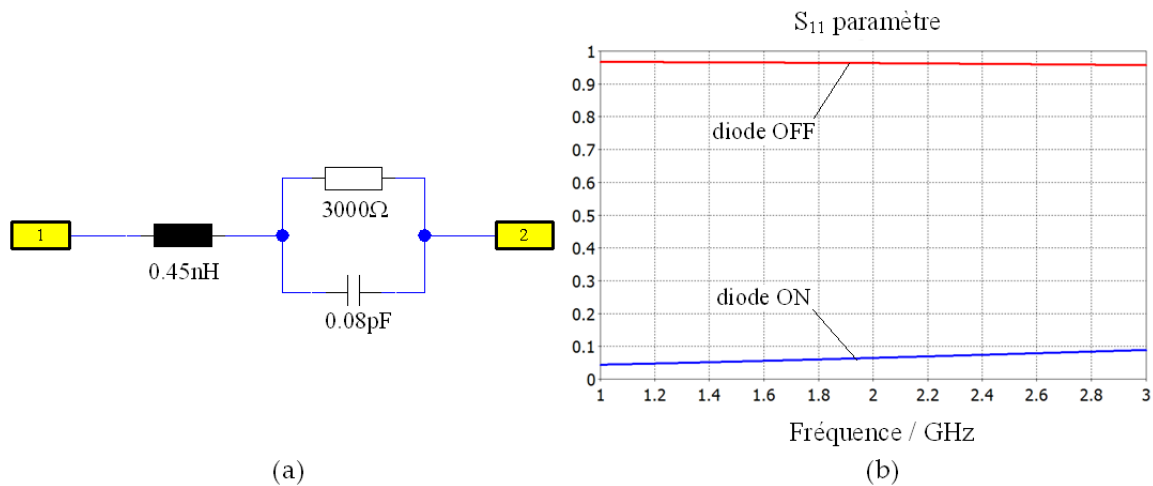 1
0.45nH
3000Ω
0.08pF
2
(a)
S₁₁ paramètre
1
0.9
0.8
0.7
0.6
0.5
0.4
0.3
0.2
0.1
0
diode OFF
diode ON
1 1.2 1.4 1.6 1.8 2 2.2 2.4 2.6 2.8 3
Fréquence / GHz
(b)